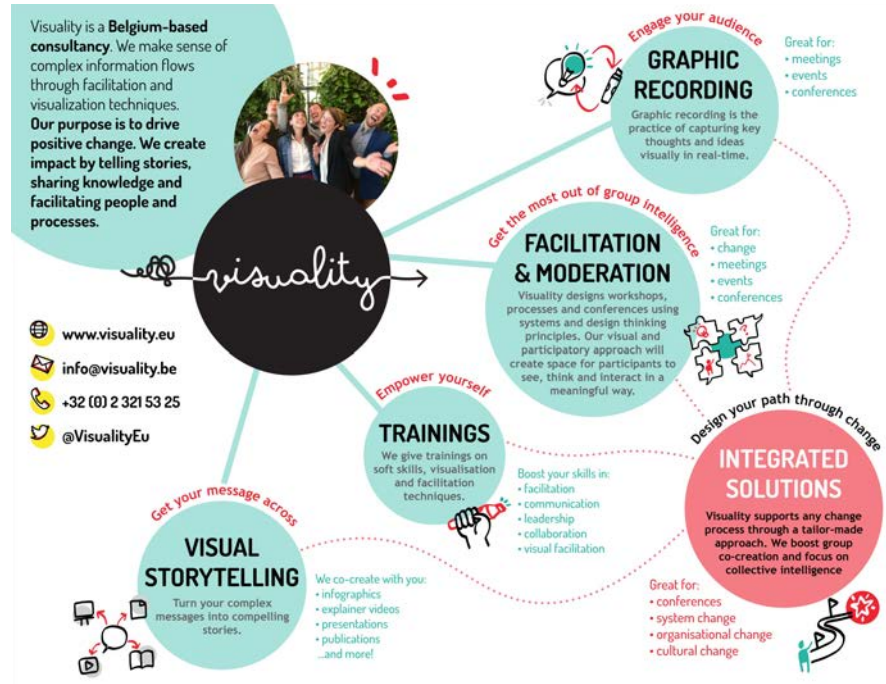 Visuality is a Belgium-based
consultancy. We make sense of
complex information flows
through facilitation and
visualization techniques.
Our purpose is to drive
positive change. We create
impact by telling stories,
sharing knowledge and
facilitating people and
processes.
visuality
www.visuality.eu
info@visuality.be
+32 (0) 2 321 53 25
@VisualityEu
Engage your audience
GRAPHIC
RECORDING
Graphic recording is the
practice of capturing key
thoughts and ideas
visually in real-time.
Great for:
• meetings
• events
• conferences
Get the most out of group intelligence
FACILITATION
& MODERATION
Visuality designs workshops,
processes and conferences using
systems and design thinking
principles. Our visual and
participatory approach will
create space for participants to
see, think and interact in a
meaningful way.
Great for:
• change
• meetings
• events
• conferences
Empower yourself
TRAININGS
We give trainings on
soft skills, visualisation
and facilitation
techniques.
Boost your skills in:
• facilitation
• communication
• leadership
• collaboration
• visual facilitation
Get your message across
VISUAL
STORYTELLING
Turn your complex
messages into compelling
stories.
We co-create with you:
• infographics
• explainer videos
• presentations
• publications
...and more!
Design your path through change
INTEGRATED
SOLUTIONS
Visuality supports any change
process through a tailor-made
approach. We boost group
co-creation and focus on
collective intelligence
Great for:
• conferences
• system change
• organisational change
• cultural change